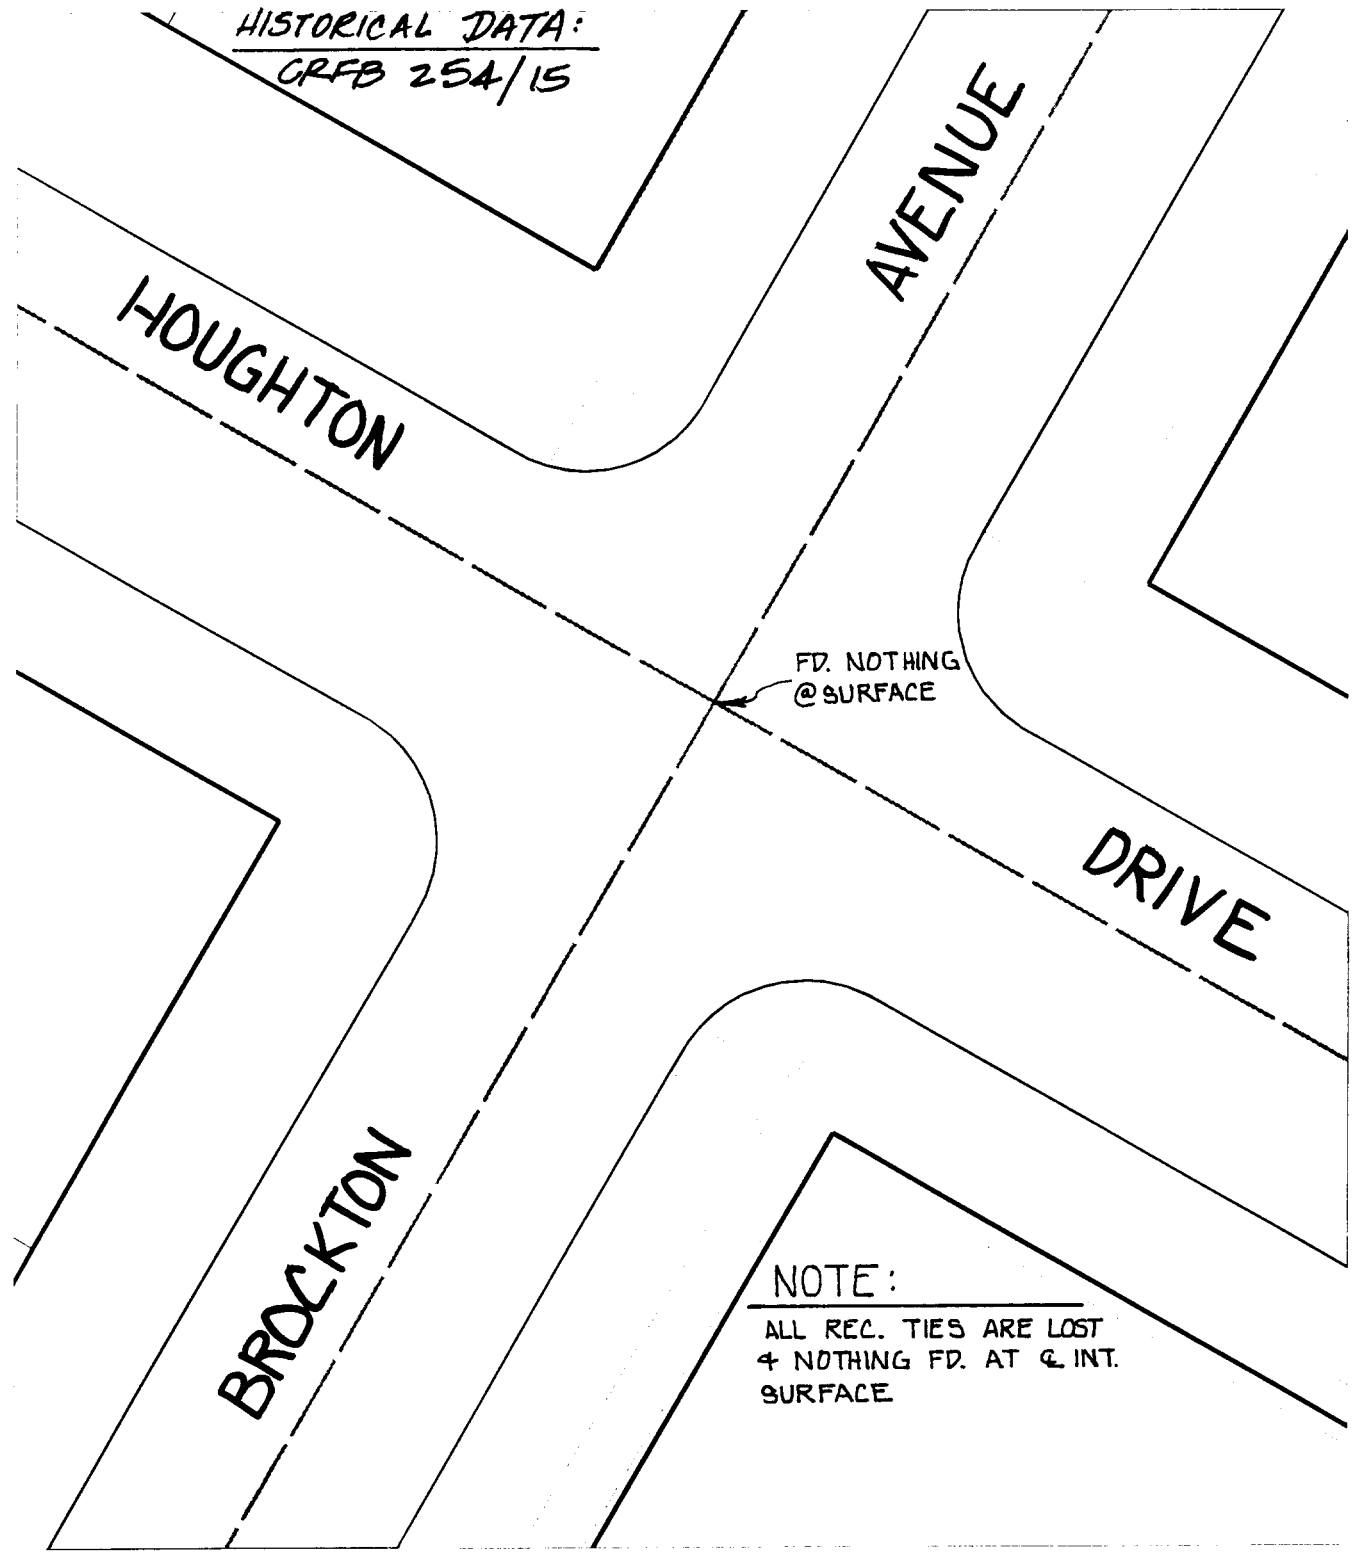 HISTORICAL DATA:
CRFB 254/15
AVENUE
HOUGHTON
FD. NOTHING
@ SURFACE
DRIVE
BROCKTON
NOTE:
ALL REC. TIES ARE LOST
& NOTHING FD. AT ℄ INT.
SURFACE